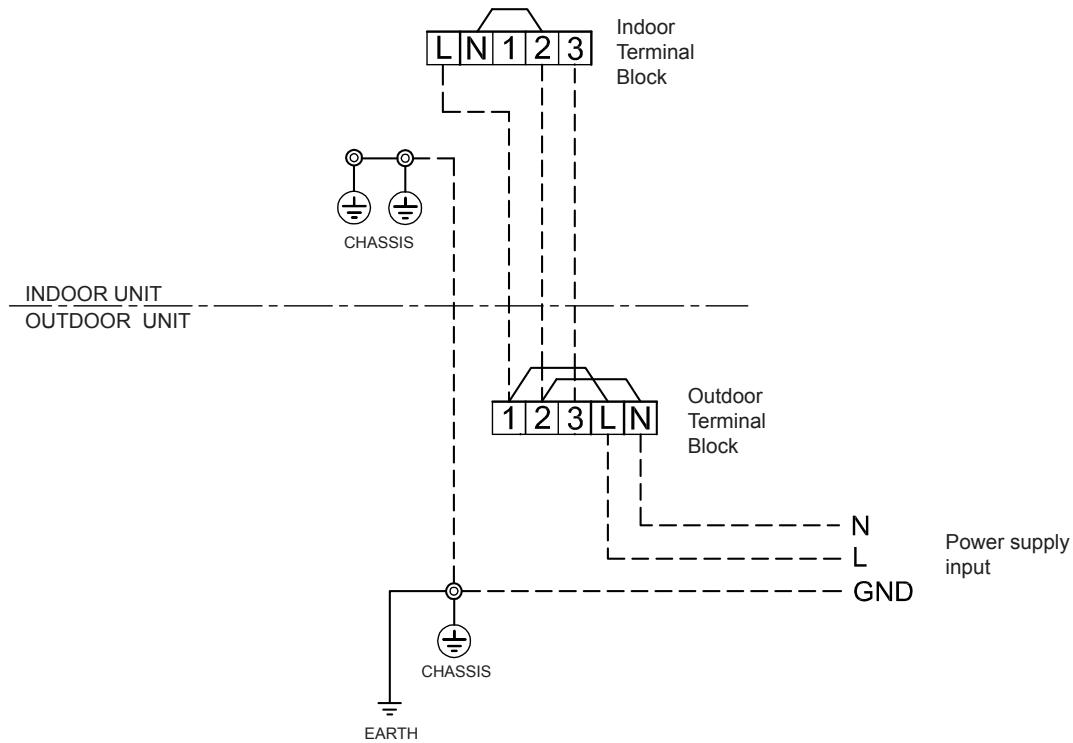 Indoor
Terminal
Block
L N 1 2 3
CHASSIS
INDOOR UNIT
OUTDOOR UNIT
Outdoor
Terminal
Block
1 2 3 L N
N
L
GND
Power supply
input
CHASSIS
EARTH